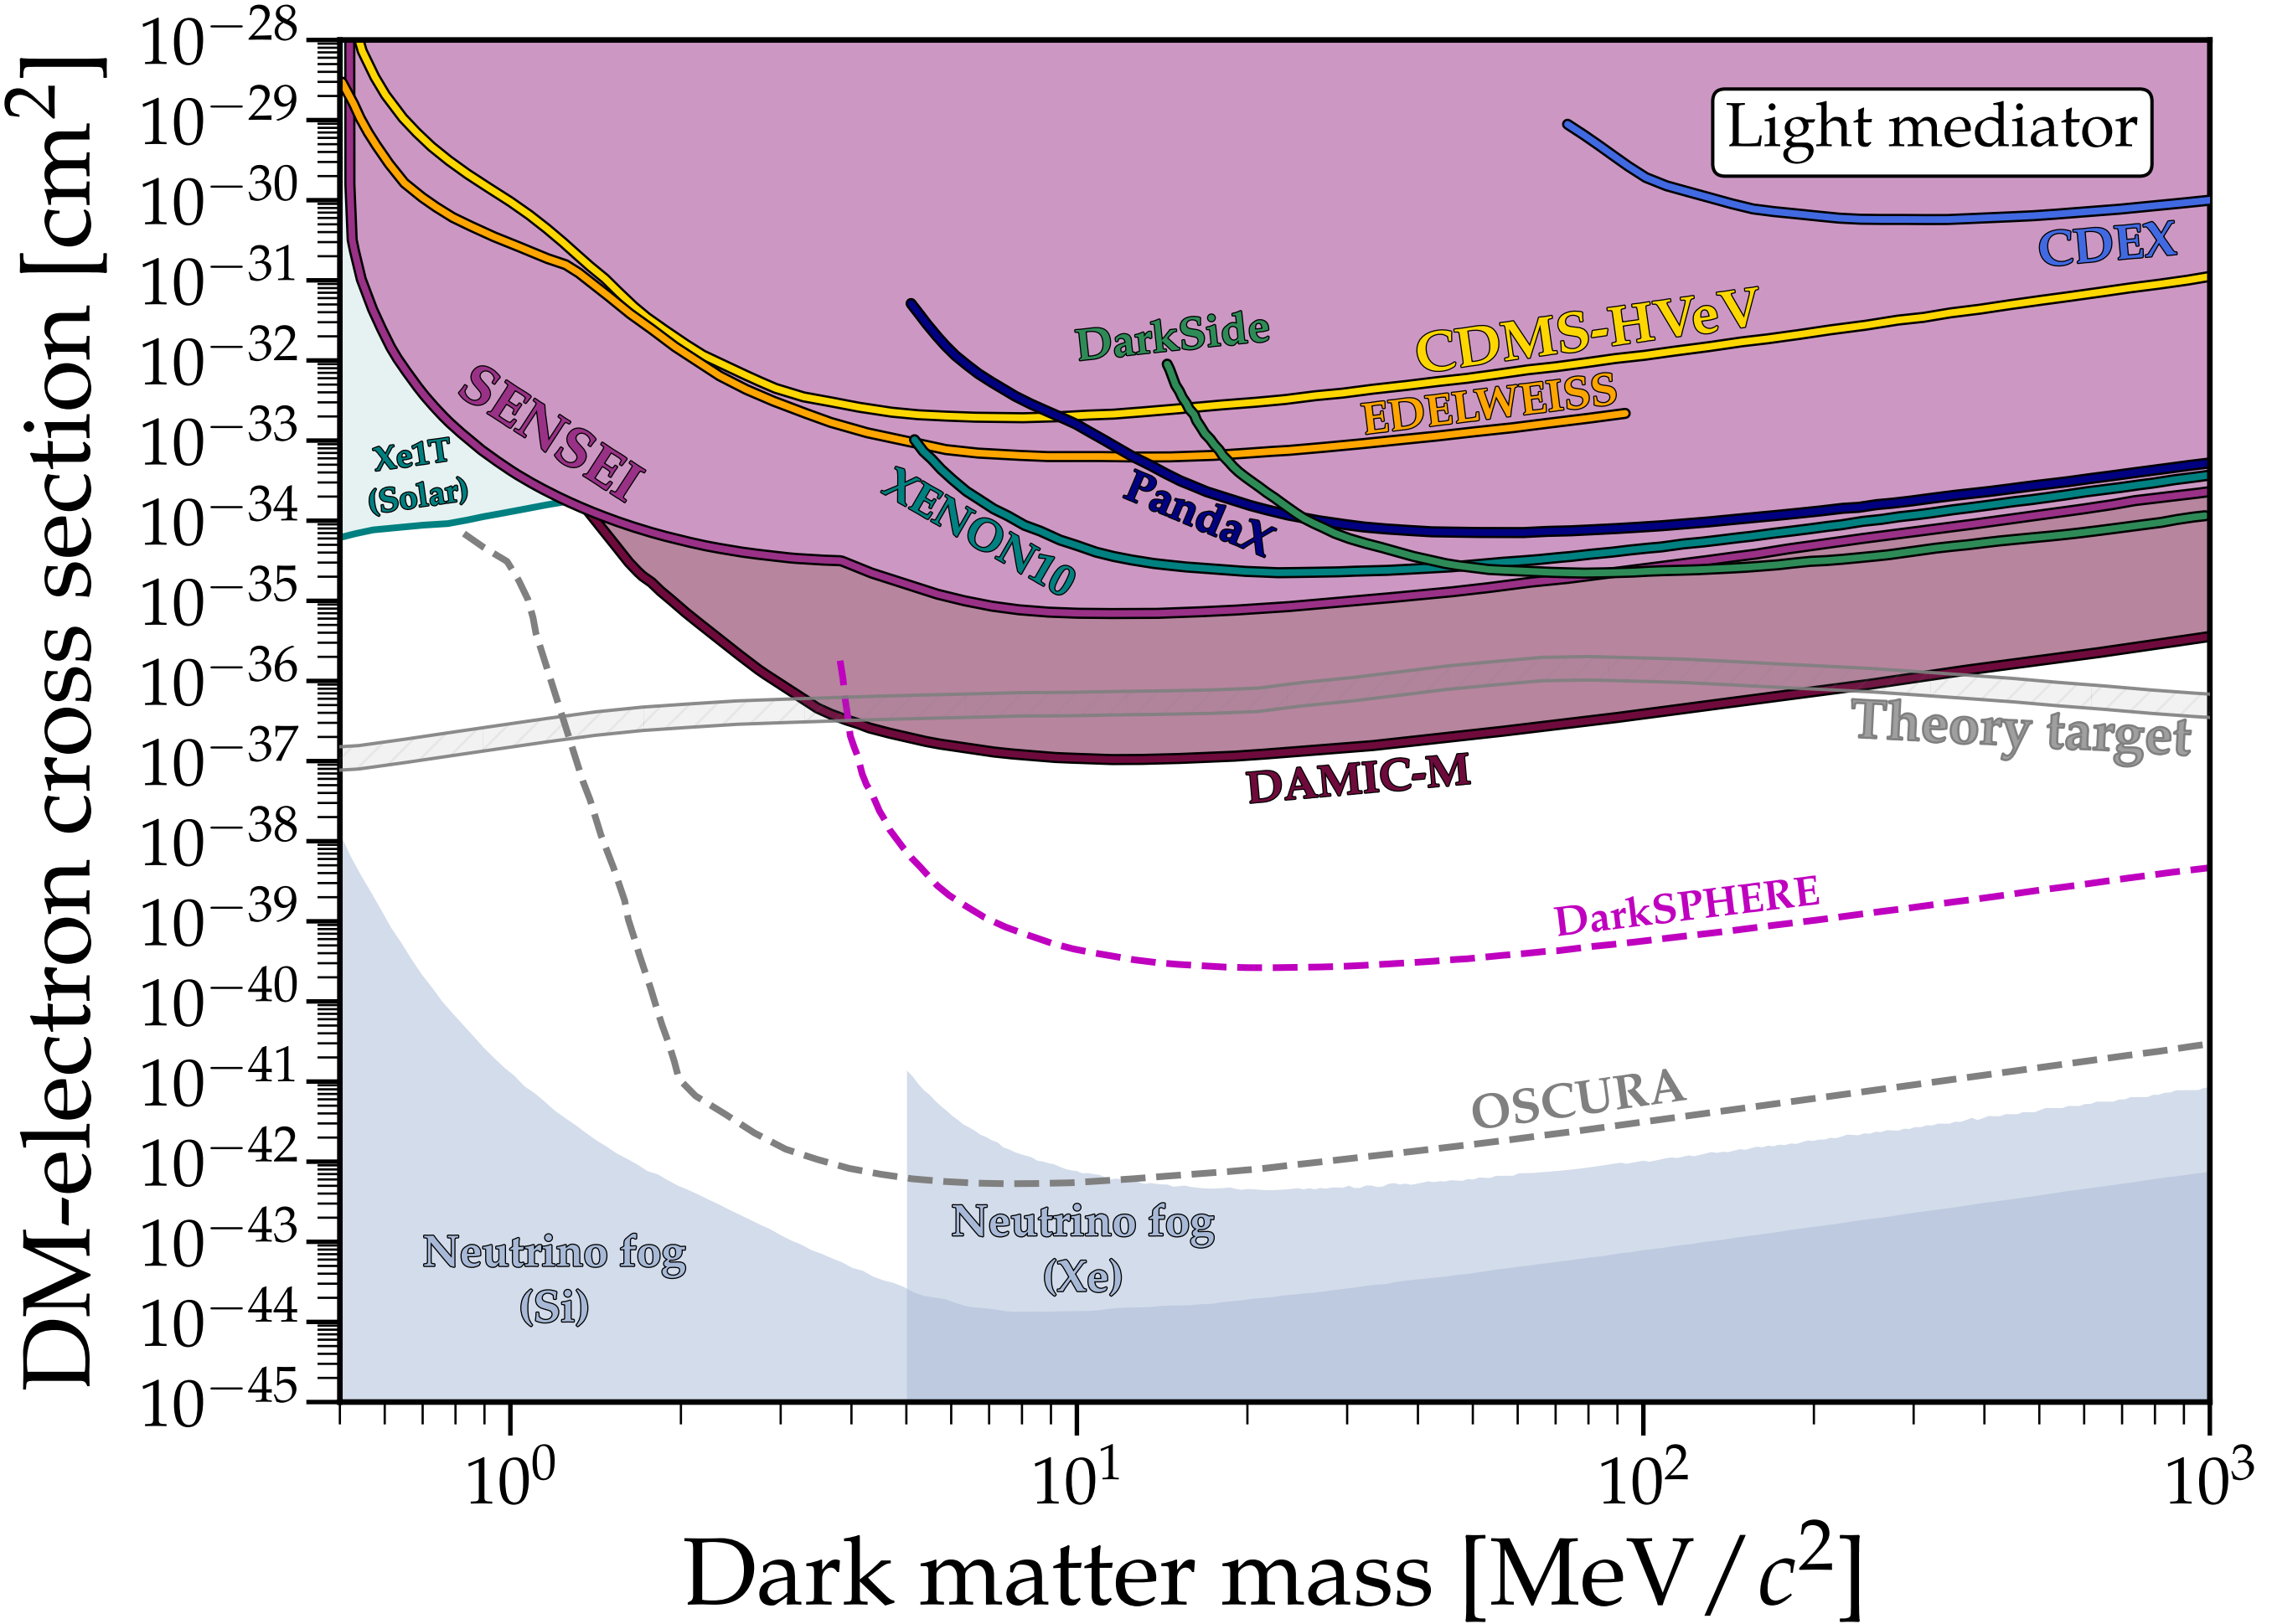 DM-electron cross section [cm²]
10⁻²⁸
10⁻²⁹
10⁻³⁰
10⁻³¹
10⁻³²
10⁻³³
10⁻³⁴
10⁻³⁵
10⁻³⁶
10⁻³⁷
10⁻³⁸
10⁻³⁹
10⁻⁴⁰
10⁻⁴¹
10⁻⁴²
10⁻⁴³
10⁻⁴⁴
10⁻⁴⁵
Light mediator
CDEX
CDMS-HVeV
DarkSide
EDELWEISS
SENSEI
Xe1T
(Solar)
XENON10
PandaX
Theory target
DAMIC-M
DarkSPHERE
OSCURA
Neutrino fog
(Xe)
Neutrino fog
(Si)
10⁰
10¹
10²
10³
Dark matter mass [MeV/c²]